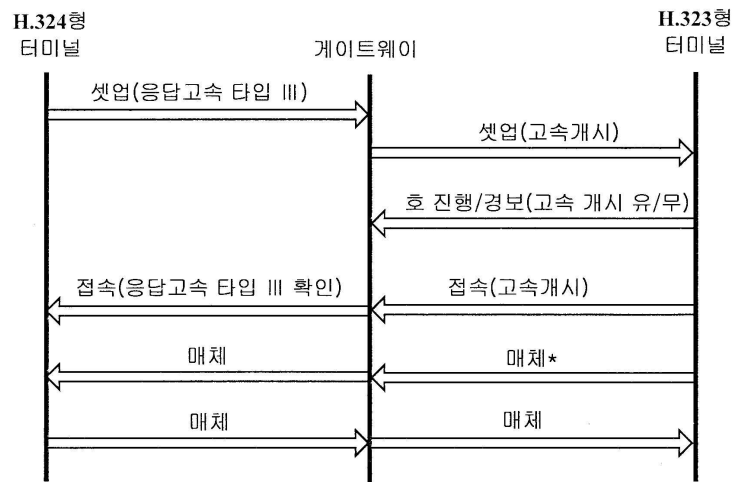 H.324형
터미널
게이트웨이
H.323형
터미널
셋업(응답고속 타입 III)
셋업(고속개시)
호 진행/경보(고속 개시 유/무)
접속(응답고속 타입 III 확인)
접속(고속개시)
매체
매체*
매체
매체